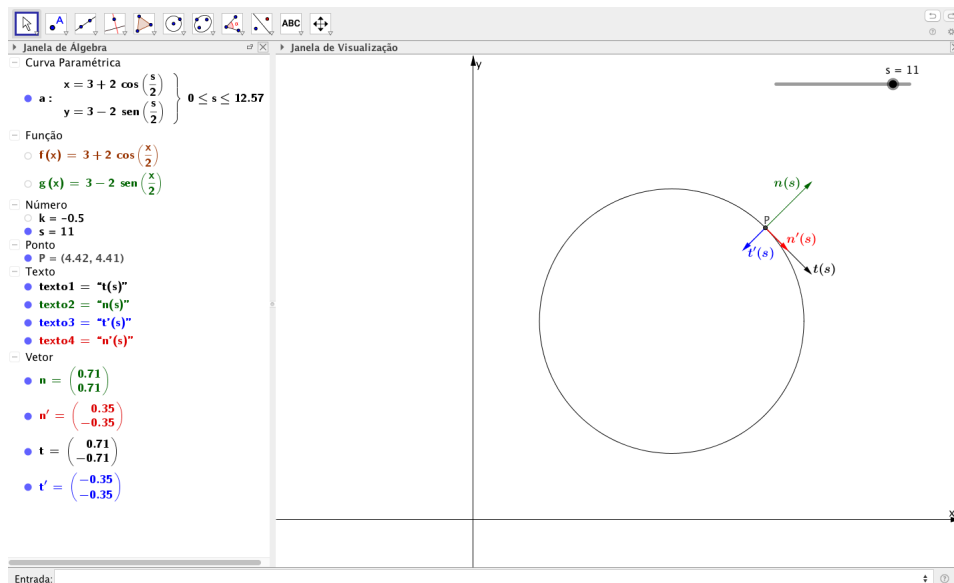 ABC
Janela de Álgebra
Janela de Visualização
Curva Paramétrica
a : x = 3 + 2 cos (s/2)
y = 3 − 2 sen (s/2)
0 ≤ s ≤ 12.57
Função
f(x) = 3 + 2 cos (x/2)
g(x) = 3 − 2 sen (x/2)
Número
k = −0.5
s = 11
Ponto
P = (4.42, 4.41)
Texto
texto1 = “t(s)”
texto2 = “n(s)”
texto3 = “t'(s)”
texto4 = “n'(s)”
Vetor
n = (0.71
0.71)
n′ = (0.35
−0.35)
t = (0.71
−0.71)
t′ = (−0.35
−0.35)
y
s = 11
n(s)
P
n′(s)
t′(s)
t(s)
x
Entrada: